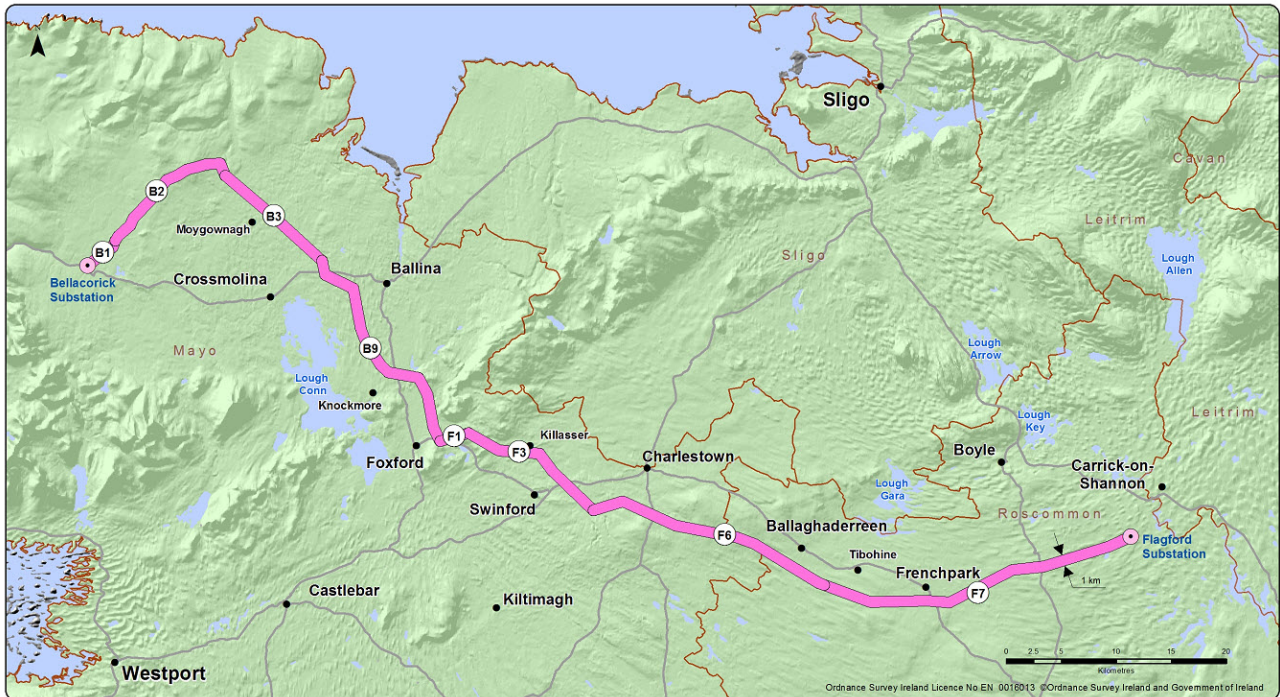 Sligo
Cavan
B2
Leitrim
B3
Moygownagh
B1
Sligo
Lough
Allen
Ballina
Bellacorick
Substation
Crossmolina
Mayo
B9
Lough
Arrow
Lough
Conn
Knockmore
Lough
Key
Leitrim
F1
Killasser
F3
Foxford
Charlestown
Boyle
Carrick-on-
Shannon
Lough
Gara
Swinford
Roscommon
Ballaghaderreen
F6
Flagford
Substation
Tibohine
Frenchpark
1 km
F7
Castlebar
Kiltimagh
Westport
0 2.5 5 10 15 20
Kilometres
Ordnance Survey Ireland Licence No EN 0016013 ©Ordnance Survey Ireland and Government of Ireland